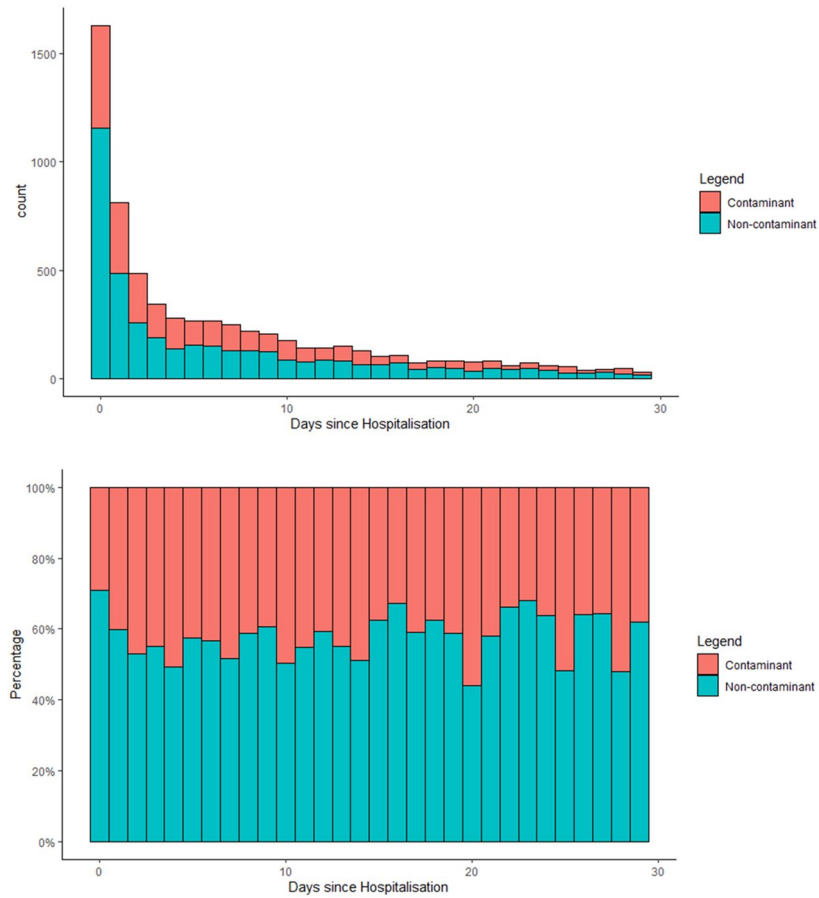 1500
1000
500
0
count
0 10 20 30
Days since Hospitalisation
Legend
Contaminant
Non-contaminant
100%
80%
60%
40%
20%
0%
Percentage
0 10 20 30
Days since Hospitalisation
Legend
Contaminant
Non-contaminant